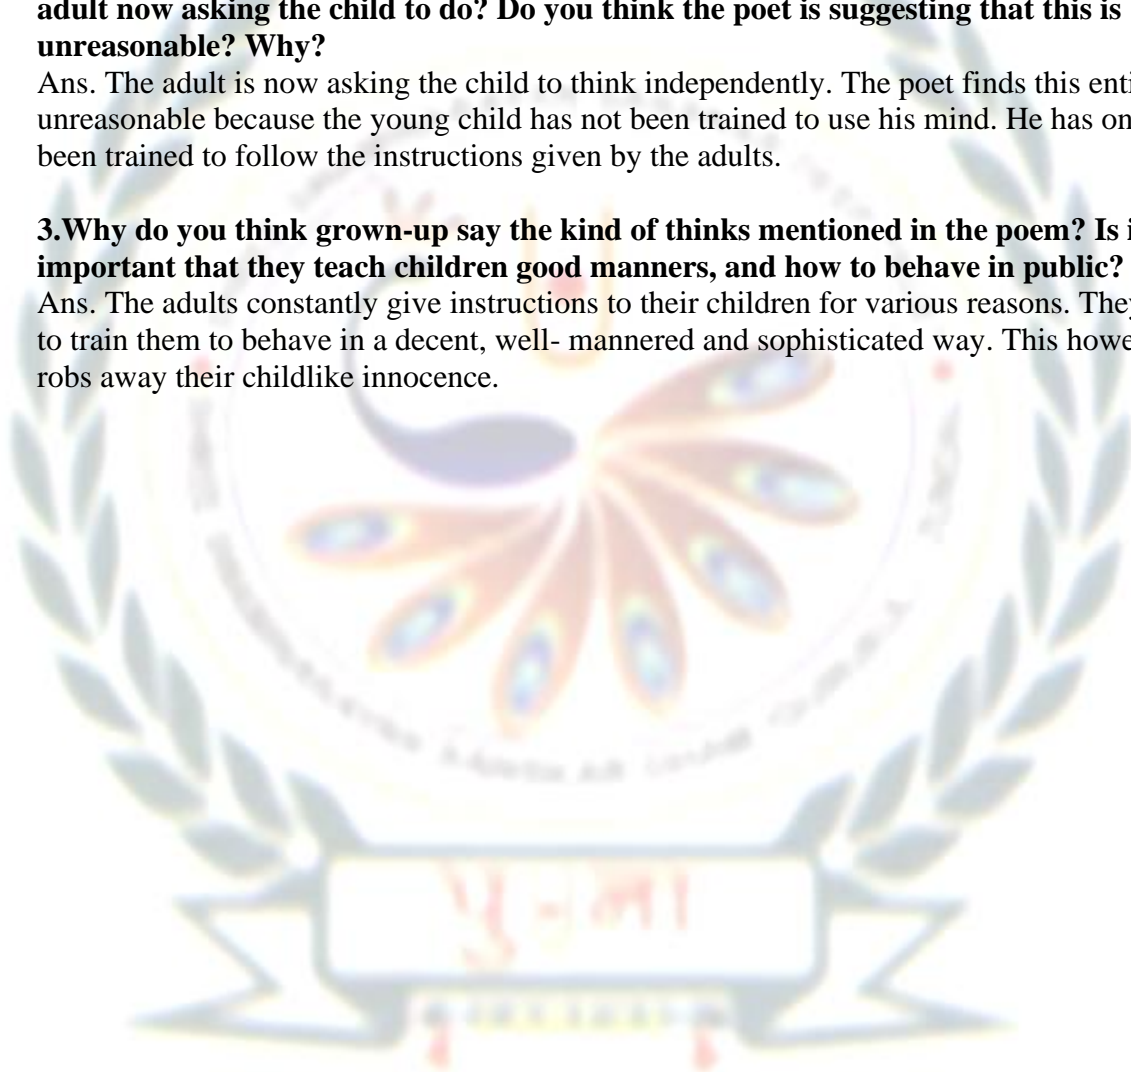 adult now asking the child to do? Do you think the poet is suggesting that this is
unreasonable? Why?
Ans. The adult is now asking the child to think independently. The poet finds this enti
unreasonable because the young child has not been trained to use his mind. He has on
been trained to follow the instructions given by the adults.
3.Why do you think grown-up say the kind of thinks mentioned in the poem? Is i
important that they teach children good manners, and how to behave in public?
Ans. The adults constantly give instructions to their children for various reasons. They
to train them to behave in a decent, well- mannered and sophisticated way. This howe
robs away their childlike innocence.